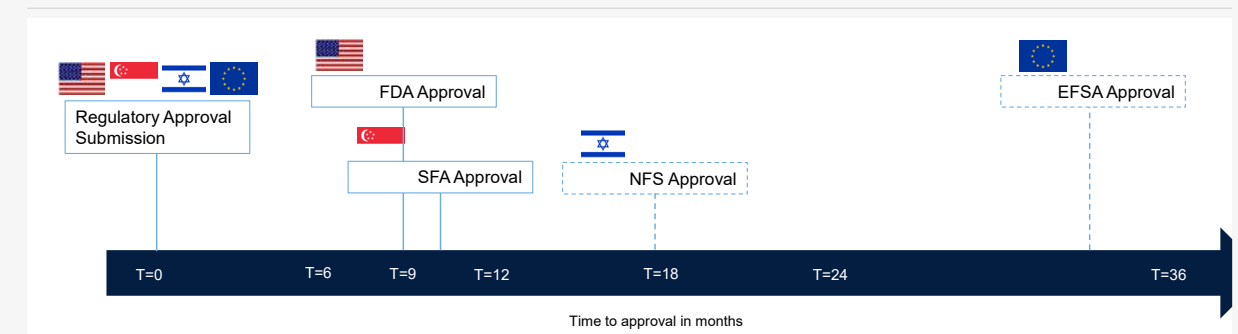 Regulatory Approval
Submission
FDA Approval
SFA Approval
NFS Approval
EFSA Approval
T=0
T=6
T=9
T=12
T=18
T=24
T=36
Time to approval in months